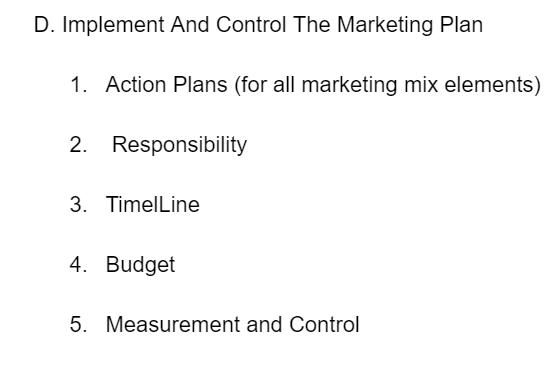 D. Implement And Control The Marketing Plan
1. Action Plans (for all marketing mix elements)
2. Responsibility
3. TimelLine
4. Budget
5. Measurement and Control